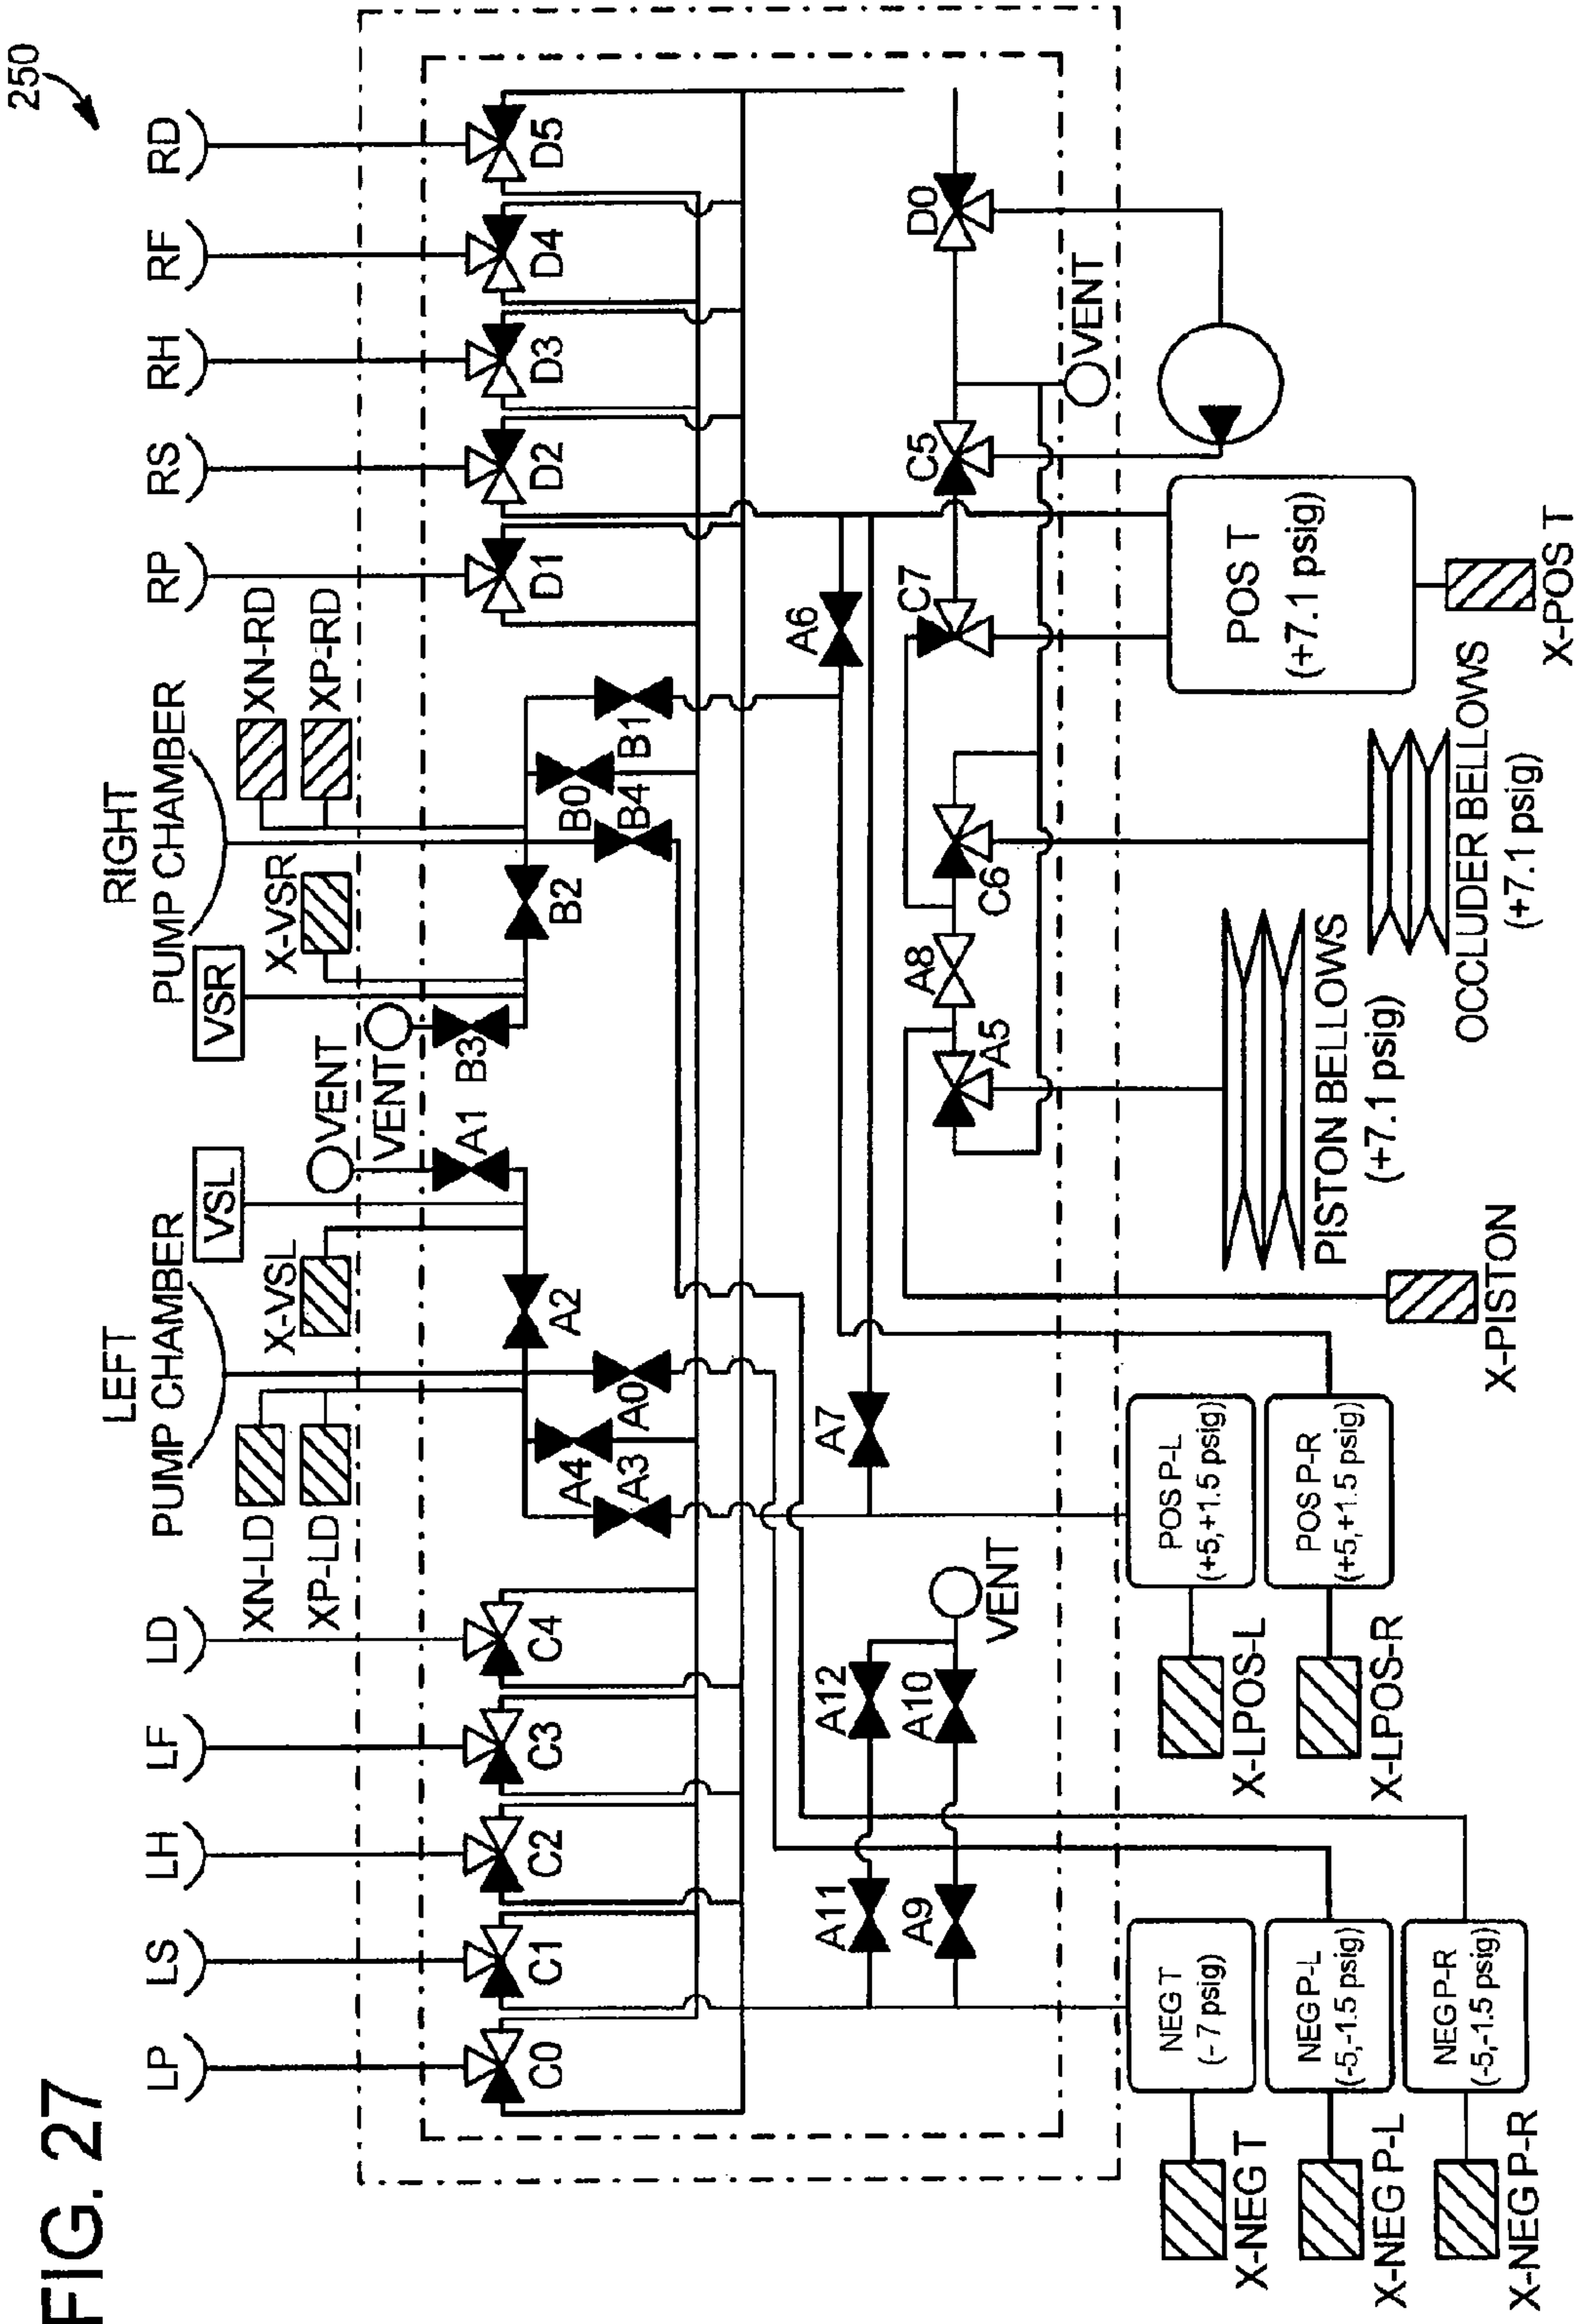 FIG. 27
250
LP
LS
LH
LF
LD
LEFT
PUMP CHAMBER
RIGHT
PUMP CHAMBER
RP
RS
RH
RF
RD
XN-LD
XP-LD
X-VSL
VSL
VENT
VENT
VSR
X-VSR
XN-RD
XP-RD
C0
C1
C2
C3
C4
A4
A3
A0
A2
A1
B3
B2
B0
B4
B1
D1
D2
D3
D4
D5
A11
A12
A9
A10
VENT
A7
A6
A5
A8
C6
C7
C5
D0
VENT
NEG T
(- 7 psig)
NEG P-L
(-5,-1.5 psig)
NEG P-R
(-5,-1.5 psig)
X-NEG T
X-NEG P-L
X-NEG P-R
POS P-L
(+5,+1.5 psig)
POS P-R
(+5,+1.5 psig)
X-LPOS-L
X-LPOS-R
X-PISTON
PISTON BELLOWS
(+7.1 psig)
OCCLUDER BELLOWS
(+7.1 psig)
POS T
(+7.1 psig)
X-POS T